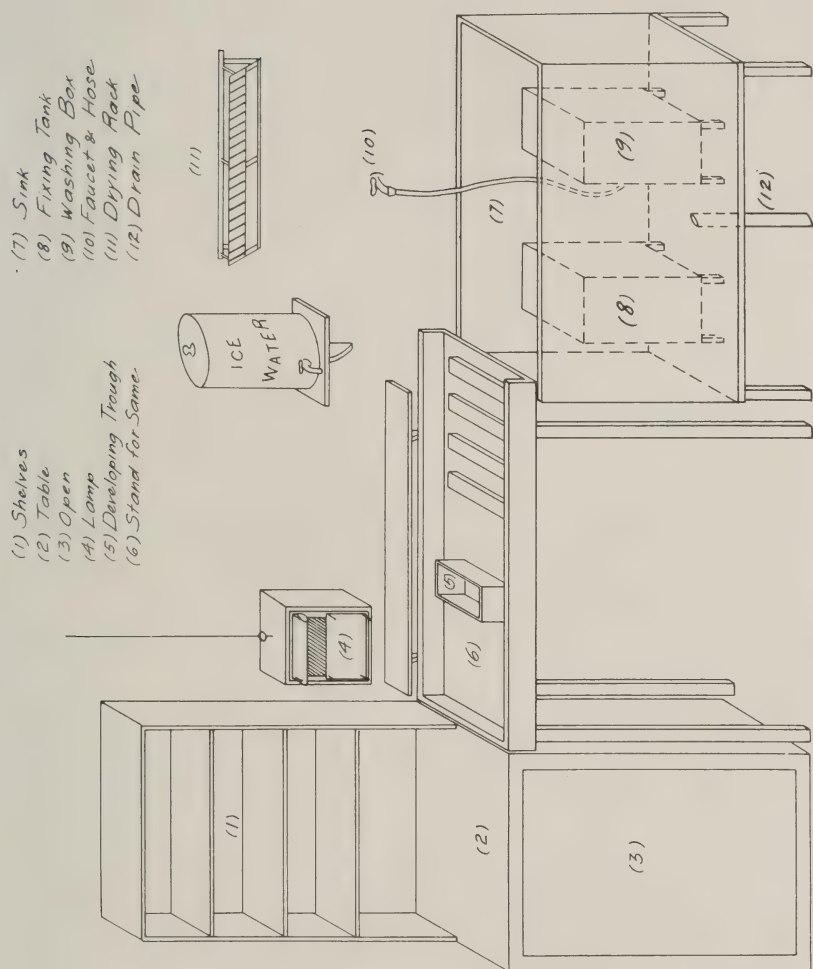 (1) Shelves
(2) Table
(3) Open
(4) Lamp
(5) Developing Trough
(6) Stand for Same
(7) Sink
(8) Fixing Tank
(9) Washing Box
(10) Faucet & Hose
(11) Drying Rack
(12) Drain Pipe
(11)
(10)
ICE
WATER
(4)
(7)
(9)
(12)
(8)
(5)
(6)
(1)
(2)
(3)